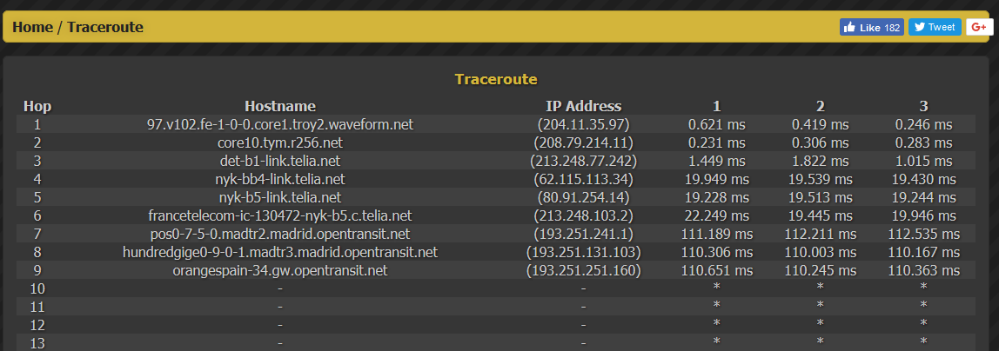 Home / Traceroute
Like 182
Tweet
G+
Traceroute
Hop Hostname IP Address 1 2 3
1 97.v102.fe-1-0-0.core1.troy2.waveform.net (204.11.35.97) 0.621 ms 0.419 ms 0.246 ms
2 core10.tym.r256.net (208.79.214.11) 0.231 ms 0.306 ms 0.283 ms
3 det-b1-link.telia.net (213.248.77.242) 1.449 ms 1.822 ms 1.015 ms
4 nyk-bb4-link.telia.net (62.115.113.34) 19.949 ms 19.539 ms 19.430 ms
5 nyk-b5-link.telia.net (80.91.254.14) 19.228 ms 19.513 ms 19.244 ms
6 francetelecom-ic-130472-nyk-b5.c.telia.net (213.248.103.2) 22.249 ms 19.445 ms 19.946 ms
7 pos0-7-5-0.madtr2.madrid.opentransit.net (193.251.241.1) 111.189 ms 112.211 ms 112.535 ms
8 hundredgige0-9-0-1.madtr3.madrid.opentransit.net (193.251.131.103) 110.306 ms 110.003 ms 110.167 ms
9 orangespain-34.gw.opentransit.net (193.251.251.160) 110.651 ms 110.245 ms 110.363 ms
10 - - * * *
11 - - * * *
12 - - * * *
13 - - * * *